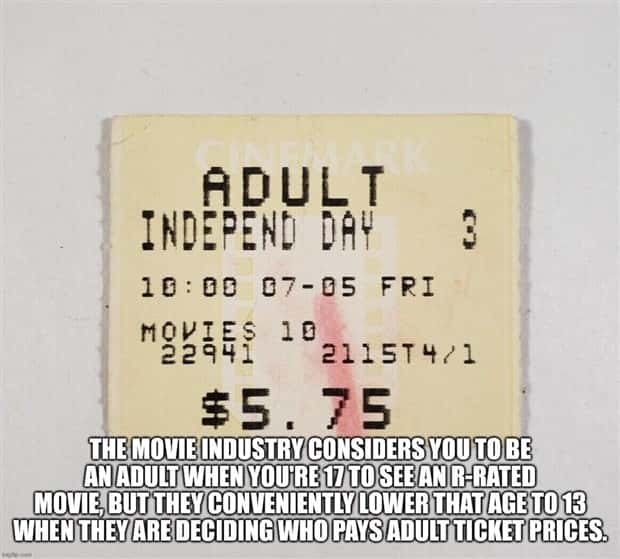 CINEMARK
ADULT
INDEPEND DAY 3
10:00 07-05 FRI
MOVIES 10
22941 2115T4/1
$5.75
THE MOVIE INDUSTRY CONSIDERS YOU TO BE
AN ADULT WHEN YOU'RE 17 TO SEE AN R-RATED
MOVIE, BUT THEY CONVENIENTLY LOWER THAT AGE TO 13
WHEN THEY ARE DECIDING WHO PAYS ADULT TICKET PRICES.
imgflip.com